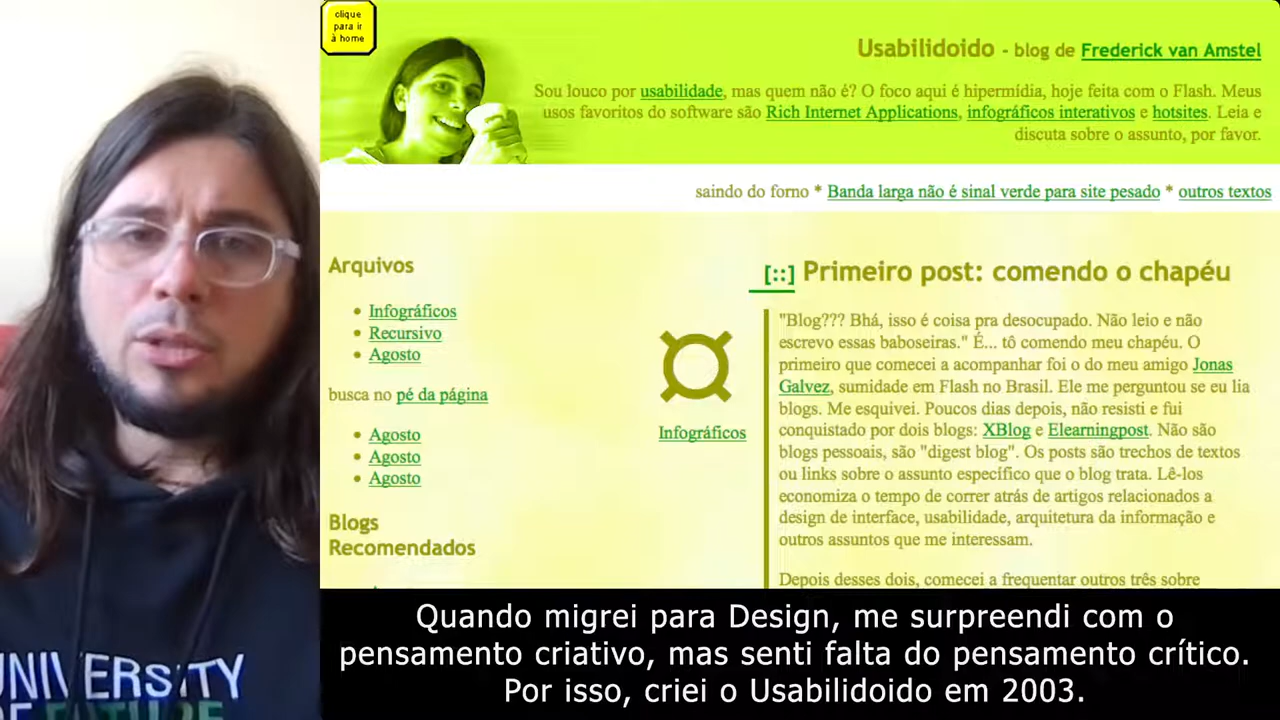 clique
para ir
à home
Usabilidoido - blog de Frederick van Amstel
Sou louco por usabilidade, mas quem não é? O foco aqui é hipermídia, hoje feita com o Flash. Meus
usos favoritos do software são Rich Internet Applications, infográficos interativos e hotsites. Leia e
discuta sobre o assunto, por favor.
saindo do forno * Banda larga não é sinal verde para site pesado * outros textos
Arquivos
Infográficos
Recursivo
Agosto
busca no pé da página
Agosto
Agosto
Agosto
Blogs
Recomendados
Infográficos
[::] Primeiro post: comendo o chapéu
"Blog??? Bhá, isso é coisa pra desocupado. Não leio e não
escrevo essas baboseiras." É... tô comendo meu chapéu. O
primeiro que comecei a acompanhar foi o do meu amigo Jonas
Galvez, sumidade em Flash no Brasil. Ele me perguntou se eu lia
blogs. Me esquivei. Poucos dias depois, não resisti e fui
conquistado por dois blogs: XBlog e Elearningpost. Não são
blogs pessoais, são "digest blog". Os posts são trechos de textos
ou links sobre o assunto específico que o blog trata. Lê-los
economiza o tempo de correr atrás de artigos relacionados a
design de interface, usabilidade, arquitetura da informação e
outros assuntos que me interessam.
Depois desses dois, comecei a frequentar outros três sobre
UNIVERSITY
OF FUTURE
Quando migrei para Design, me surpreendi com o
pensamento criativo, mas senti falta do pensamento crítico.
Por isso, criei o Usabilidoido em 2003.